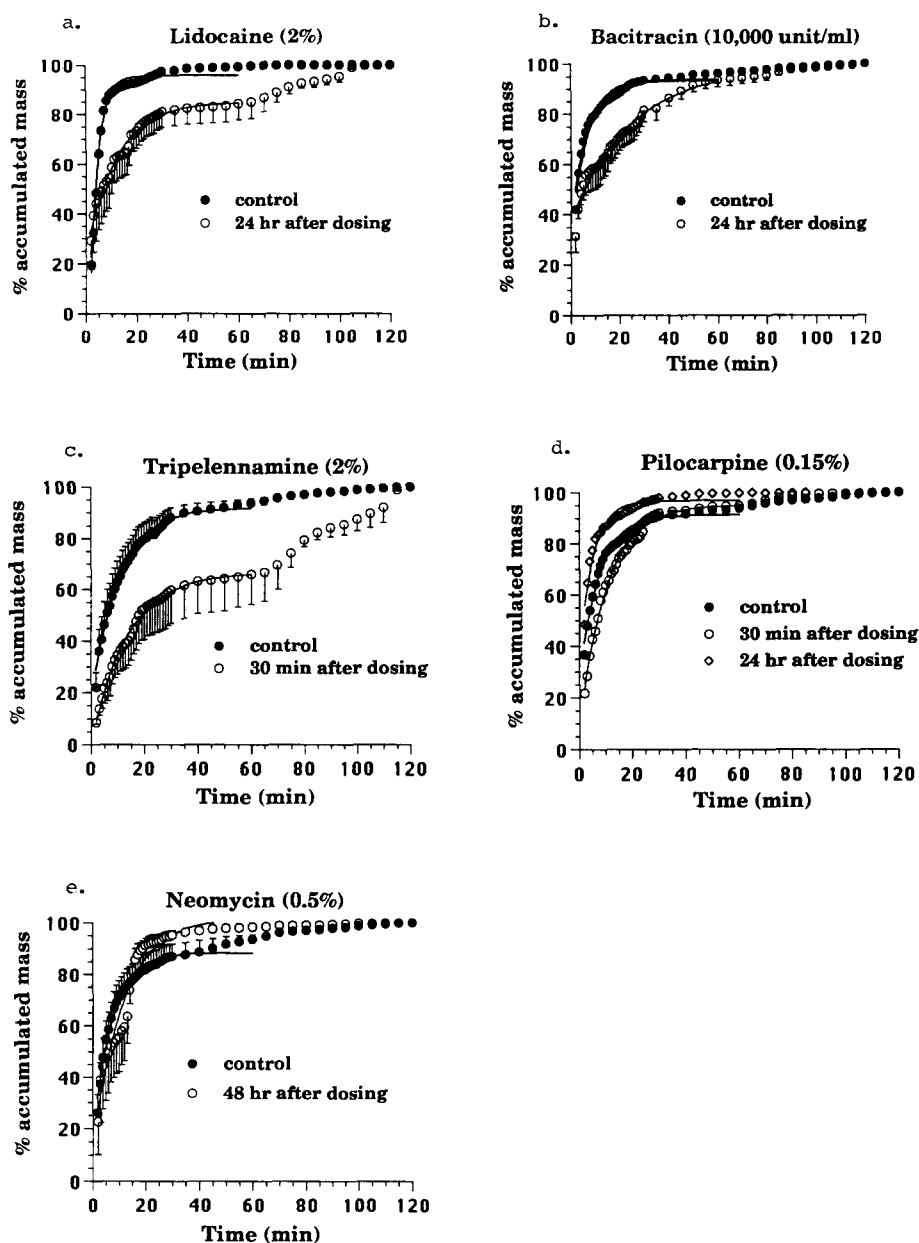 a.
Lidocaine (2%)
100
80
60
40
20
0
% accumulated mass
control
24 hr after dosing
0 20 40 60 80 100 120
Time (min)
b.
Bacitracin (10,000 unit/ml)
100
80
60
40
20
0
% accumulated mass
control
24 hr after dosing
0 20 40 60 80 100 120
Time (min)
c.
Tripelennamine (2%)
100
80
60
40
20
0
% accumulated mass
control
30 min after dosing
0 20 40 60 80 100 120
Time (min)
d.
Pilocarpine (0.15%)
100
80
60
40
20
0
% accumulated mass
control
30 min after dosing
24 hr after dosing
0 20 40 60 80 100 120
Time (min)
e.
Neomycin (0.5%)
100
80
60
40
20
0
% accumulated mass
control
48 hr after dosing
0 20 40 60 80 100 120
Time (min)